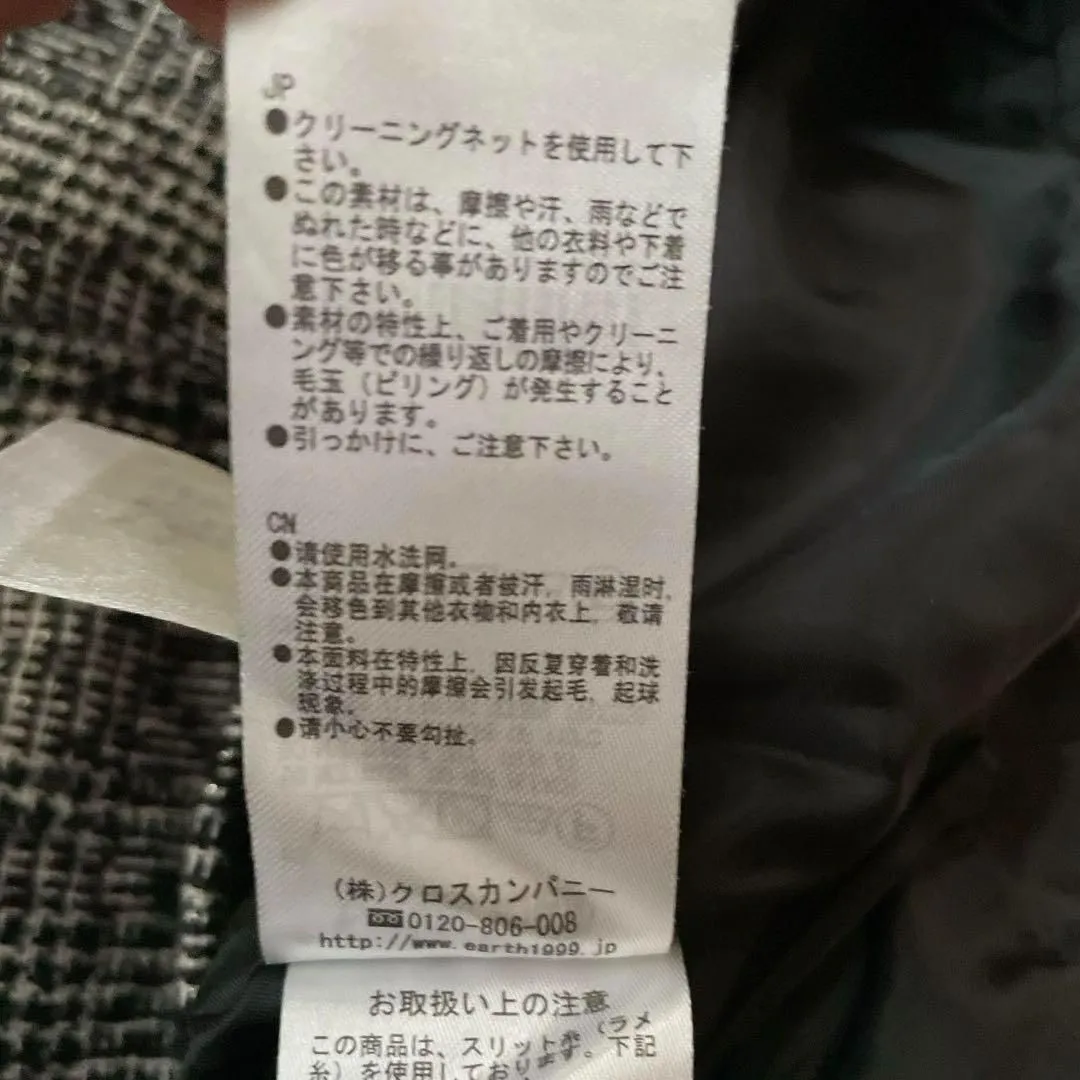 JP
●クリーニングネットを使用して下
さい。
●この素材は、摩擦や汗、雨などで
ぬれた時などに、他の衣料や下着
に色が移る事がありますのでご注
意下さい。
●素材の特性上、ご着用やクリーニ
ング等での繰り返しの摩擦により、
毛玉（ピリング）が発生すること
があります。
●引っかけに、ご注意下さい。
CN
●请使用水洗网。
●本商品在摩擦或者被汗，雨淋湿时，
会移色到其他衣物和内衣上，敬请
注意。
●本面料在特性上，因反复穿着和洗
涤过程中的摩擦会引发起毛，起球
现象。
●请小心不要勾扯。
(株)クロスカンパニー
0120-806-008
http://www.earth1999.jp
お取扱い上の注意
この商品は、スリット糸（ラメ
糸）を使用しております。下記